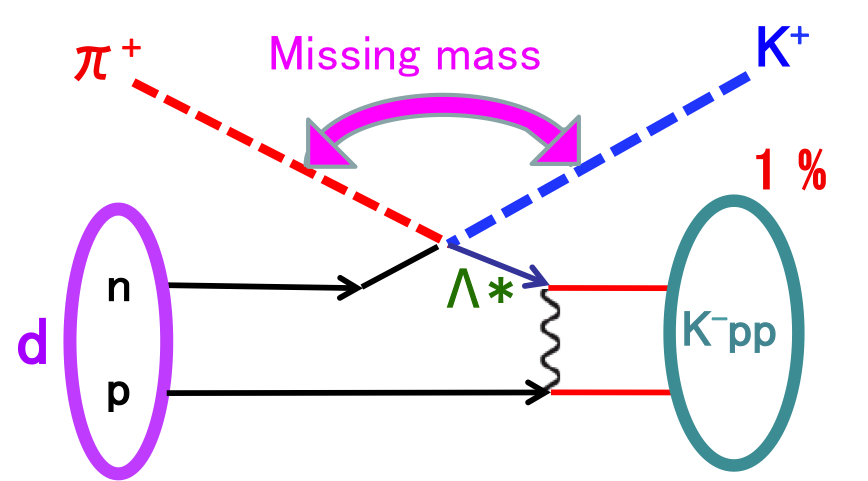 π⁺
Missing mass
K⁺
1 %
n
Λ*
d
K⁻pp
p